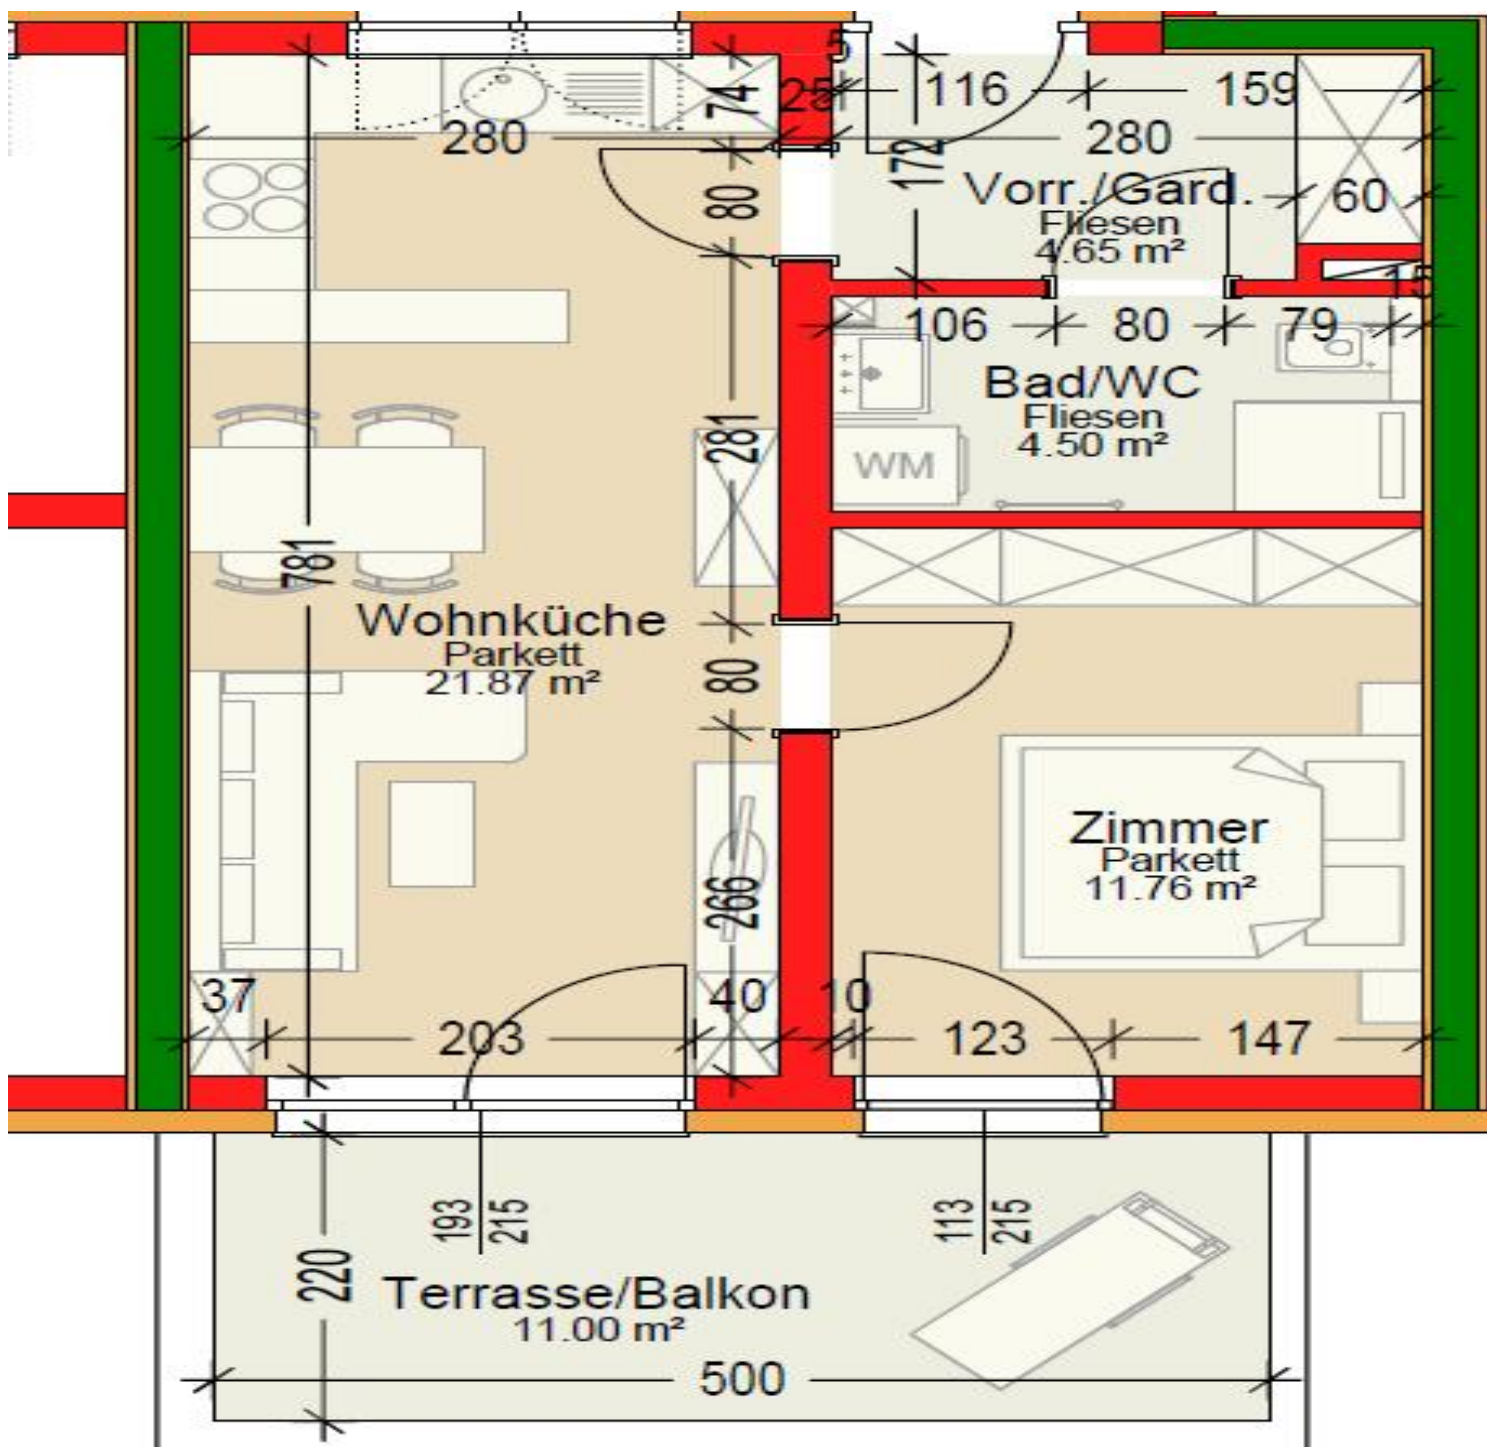 5
116
159
74
25
280
280
172
80
Vorr./Gard.
Fliesen
4.65 m²
60
15
106
80
79
Bad/WC
Fliesen
4.50 m²
281
WM
781
Wohnküche
Parkett
21.87 m²
80
Zimmer
Parkett
11.76 m²
266
37
40
10
203
123
147
193
215
113
215
220
Terrasse/Balkon
11.00 m²
500